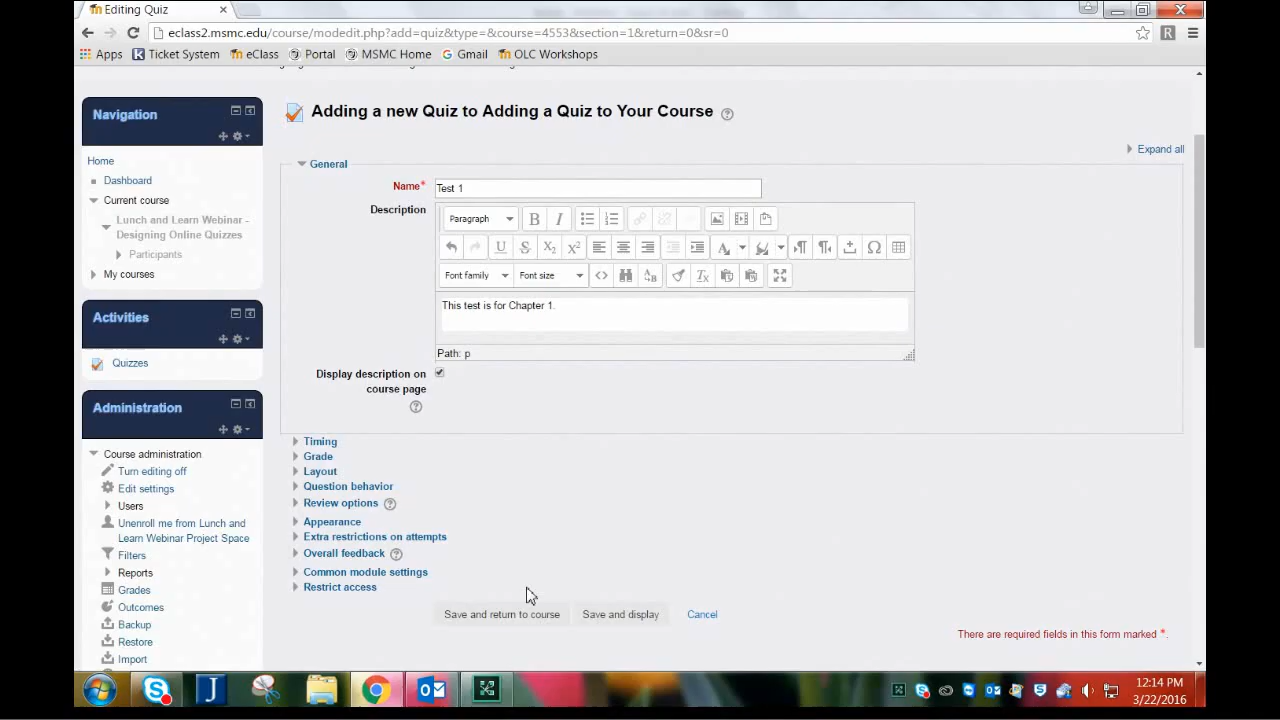 Editing Quiz
eclass2.msmc.edu/course/modedit.php?add=quiz&type=&course=4553&section=1&return=0&sr=0
Apps Ticket System eClass Portal MSMC Home Gmail OLC Workshops
Navigation
Home
Dashboard
Current course
Lunch and Learn Webinar -
Designing Online Quizzes
Participants
My courses
Activities
Quizzes
Administration
Course administration
Turn editing off
Edit settings
Users
Unenroll me from Lunch and
Learn Webinar Project Space
Filters
Reports
Grades
Outcomes
Backup
Restore
Import
Adding a new Quiz to Adding a Quiz to Your Course
Expand all
General
Name* Test 1
Description
Paragraph
Font family Font size
This test is for Chapter 1.
Path: p
Display description on
course page
Timing
Grade
Layout
Question behavior
Review options
Appearance
Extra restrictions on attempts
Overall feedback
Common module settings
Restrict access
Save and return to course Save and display Cancel
There are required fields in this form marked *.
12:14 PM
3/22/2016